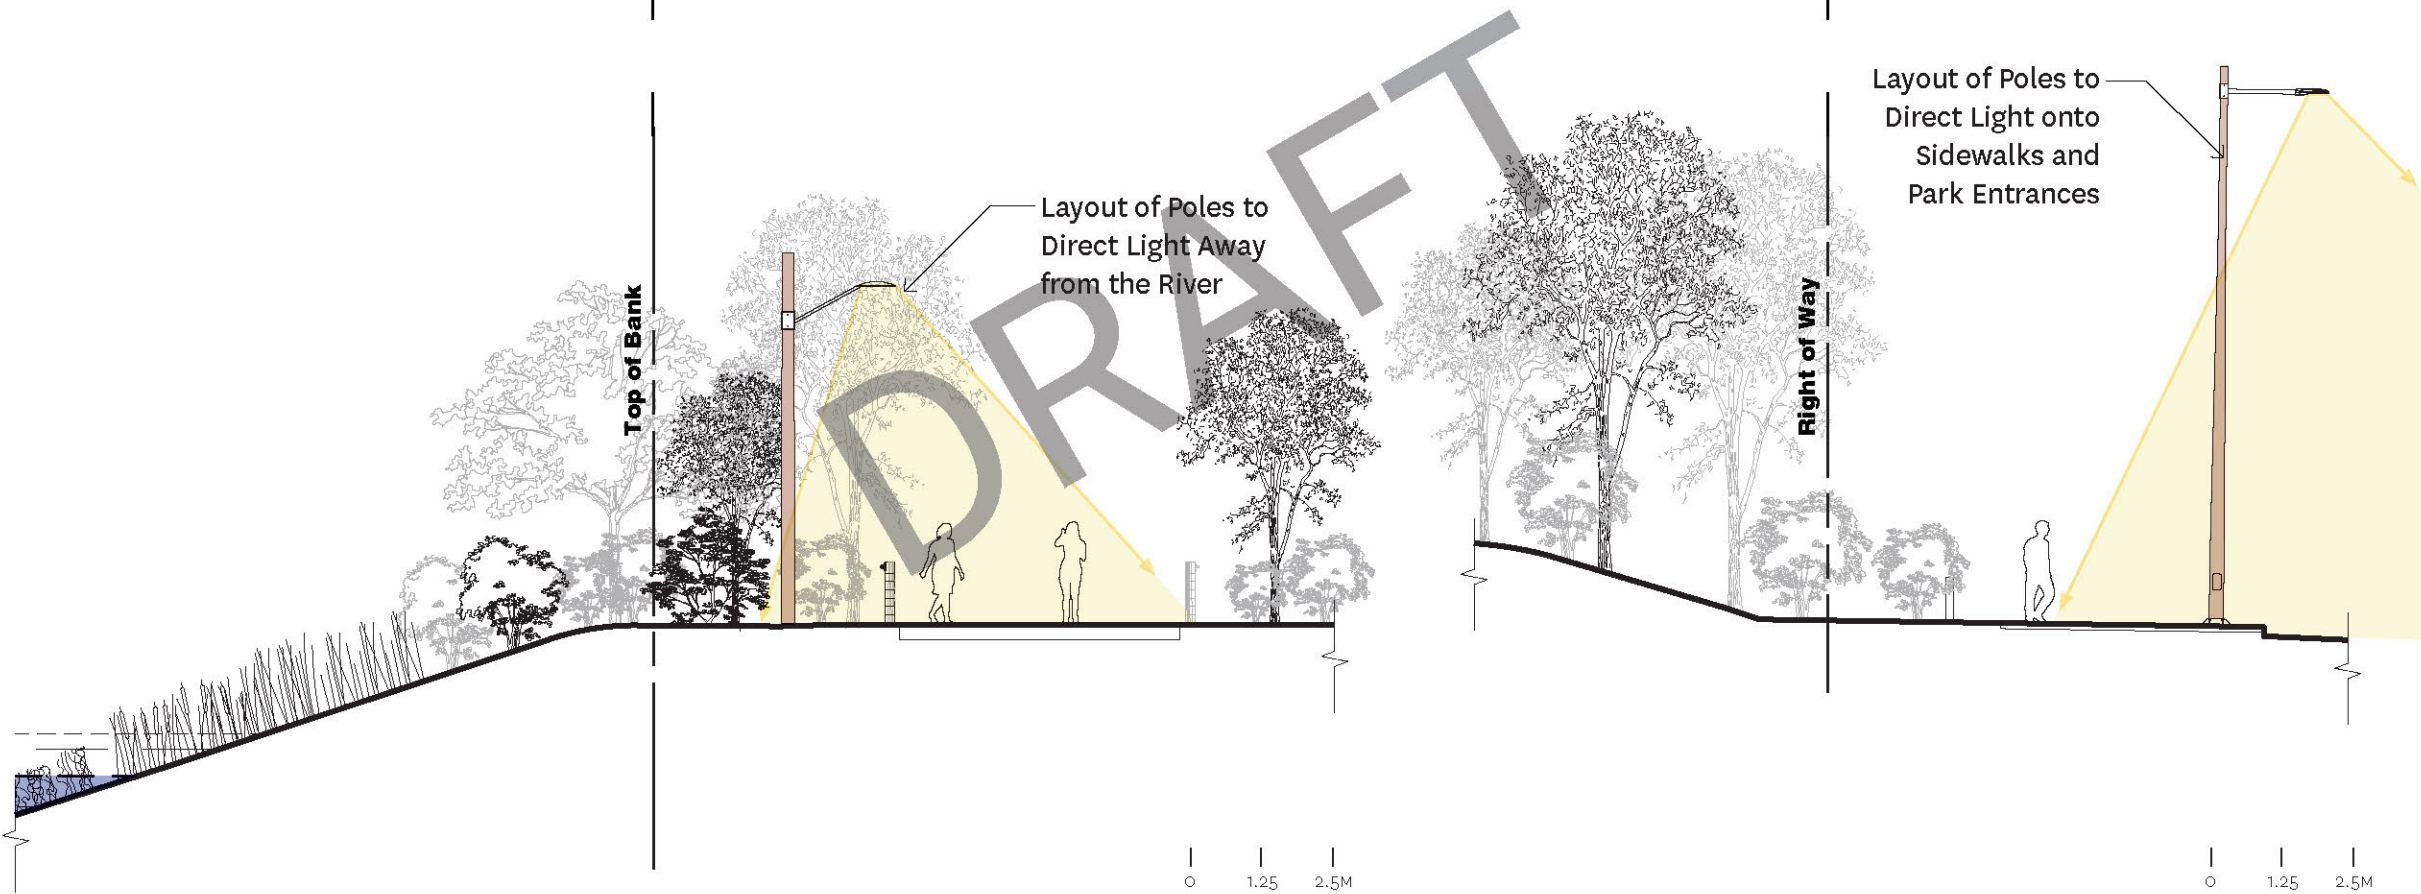 Top of Bank
Layout of Poles to
Direct Light Away
from the River
DRAFT
0 1.25 2.5M
Right of Way
Layout of Poles to
Direct Light onto
Sidewalks and
Park Entrances
0 1.25 2.5M